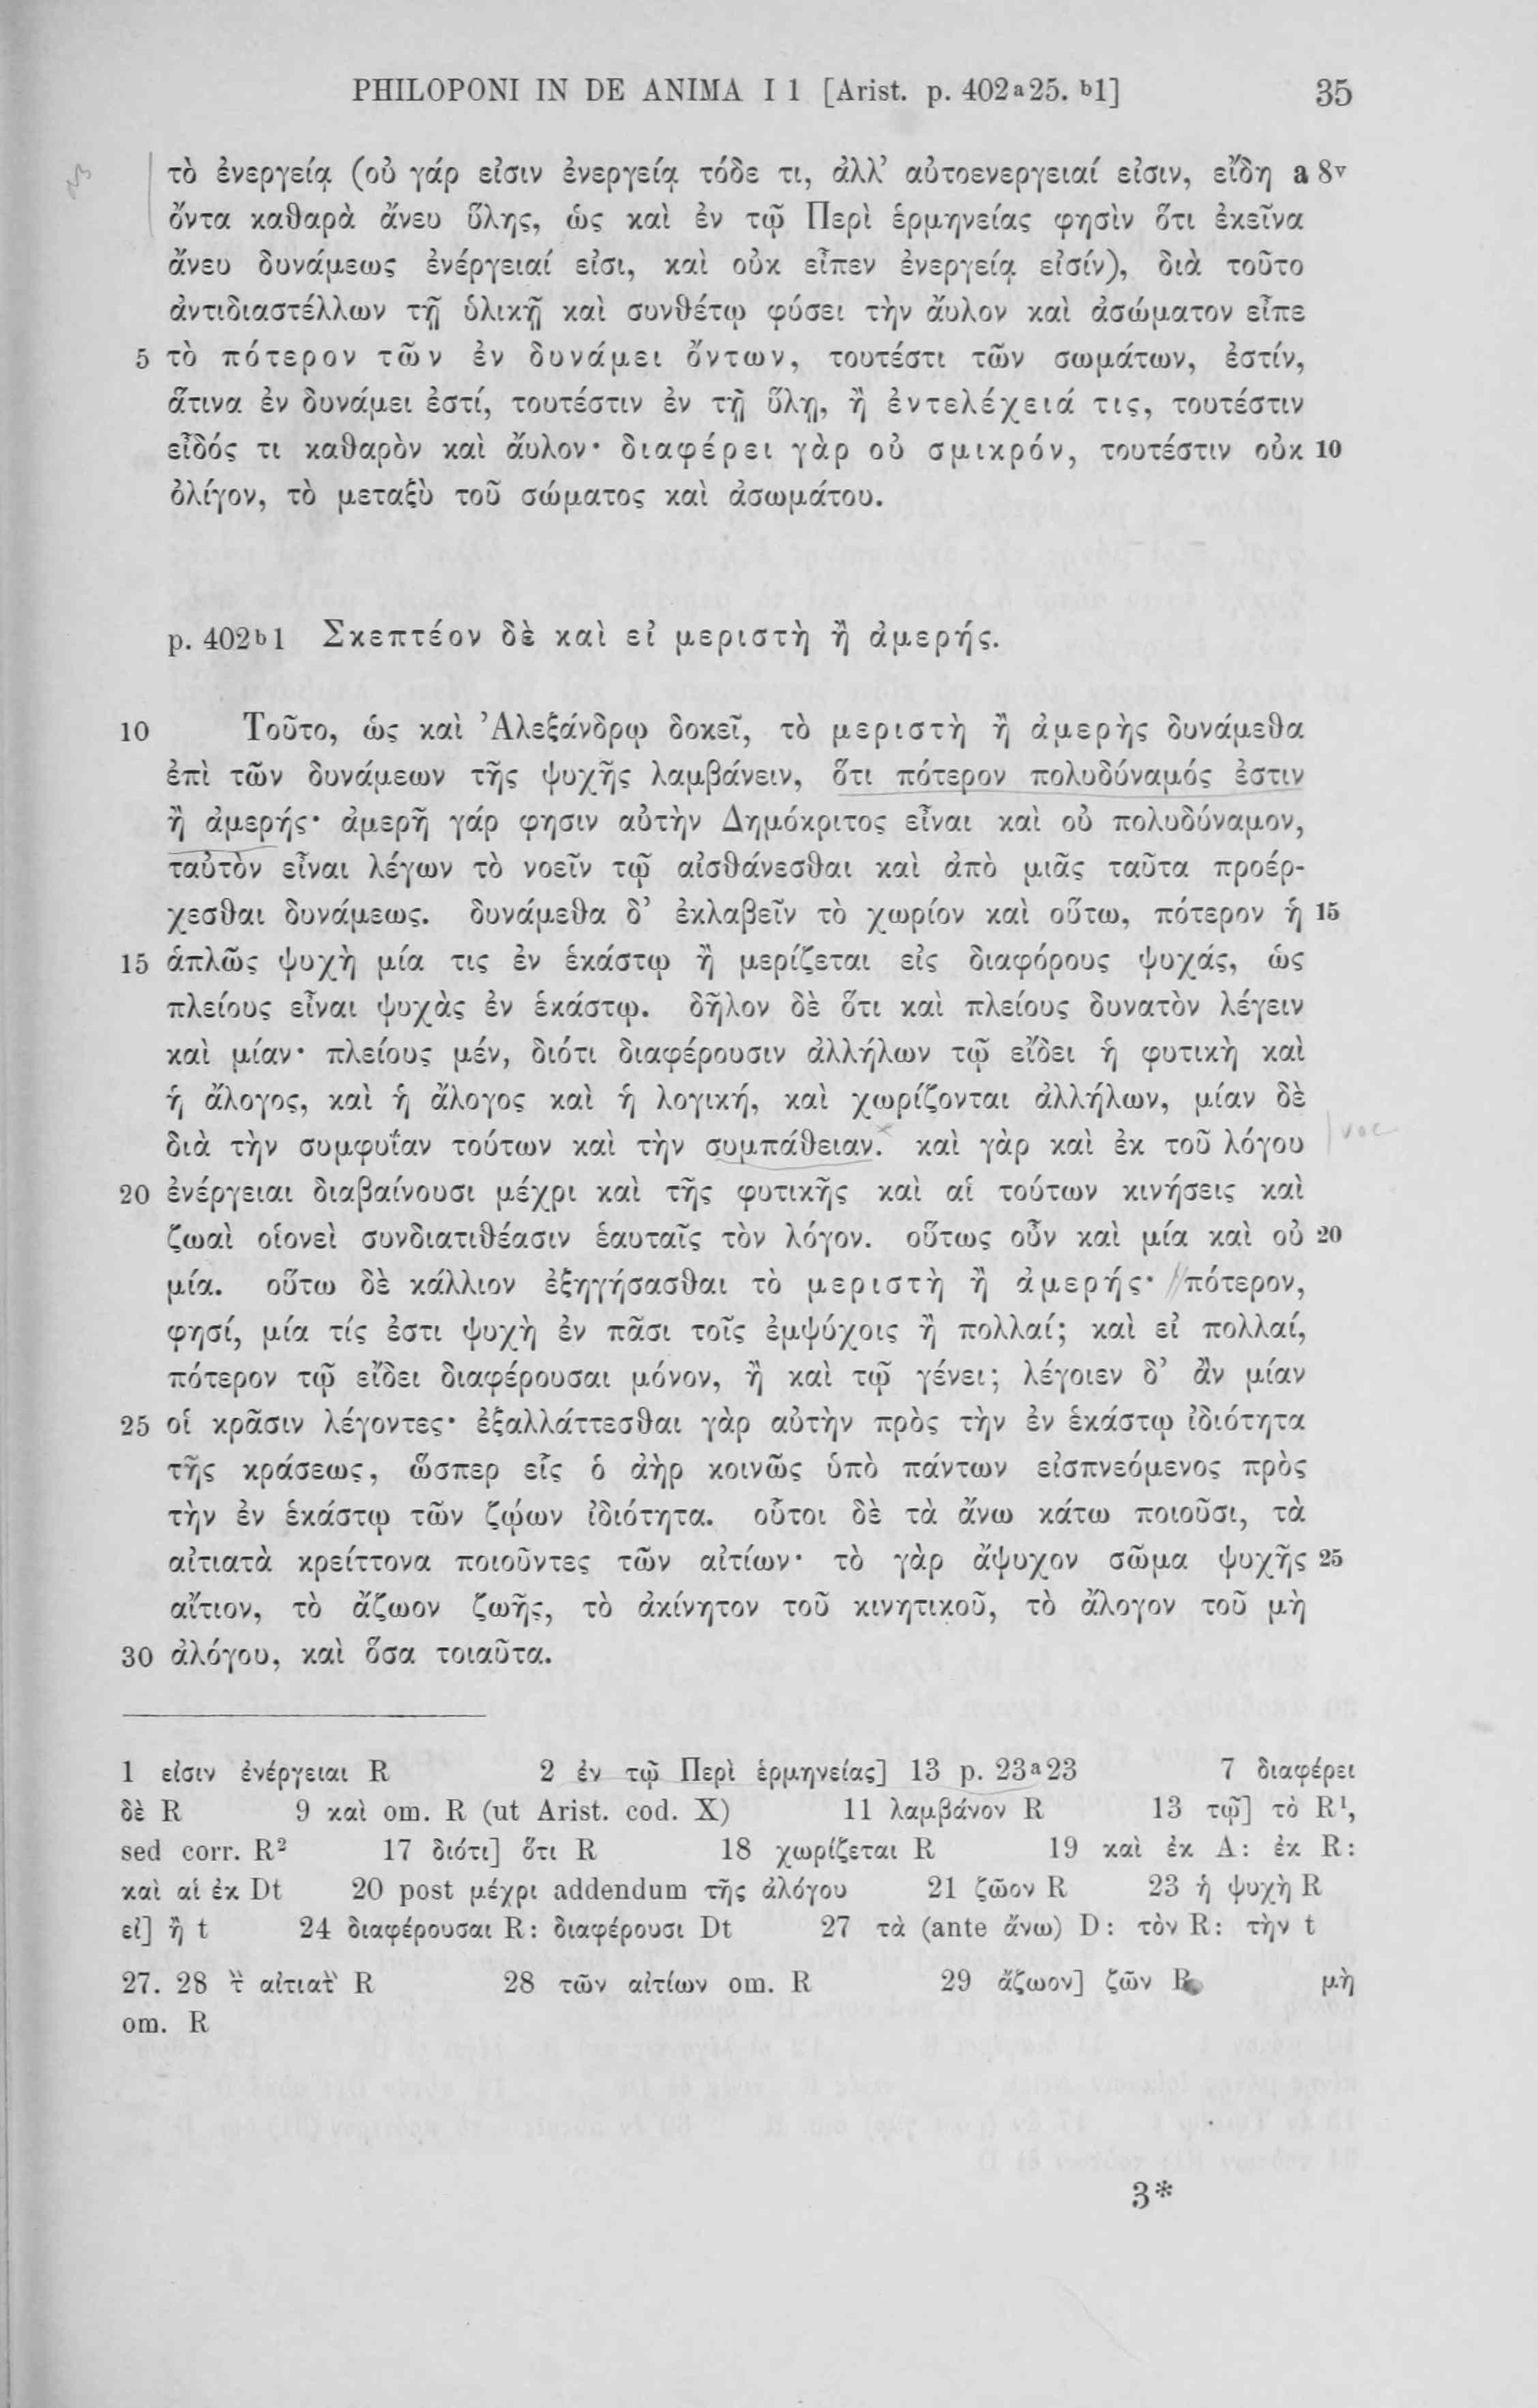 PHILOPONI IN DE ANIMA I 1 [Arist. p. 402ᵃ25. ᵇ1] 35
τὸ ἐνεργείᾳ (οὐ γάρ εἰσιν ἐνεργείᾳ τόδε τι, ἀλλ’ αὐτοενεργειαί εἰσιν, εἴδη a 8ᵛ
ὄντα καθαρὰ ἄνευ ὕλης, ὡς καὶ ἐν τῷ Περὶ ἑρμηνείας φησὶν ὅτι ἐκεῖνα
ἄνευ δυνάμεως ἐνέργειαί εἰσι, καὶ οὐκ εἶπεν ἐνεργείᾳ εἰσίν), διὰ τοῦτο
ἀντιδιαστέλλων τῇ ὑλικῇ καὶ συνθέτῳ φύσει τὴν ἄυλον καὶ ἀσώματον εἶπε
5 τὸ πότερον τῶν ἐν δυνάμει ὄντων, τουτέστι τῶν σωμάτων, ἐστίν,
ἅτινα ἐν δυνάμει ἐστί, τουτέστιν ἐν τῇ ὕλῃ, ἢ ἐντελέχειά τις, τουτέστιν
εἶδός τι καθαρὸν καὶ ἄυλον· διαφέρει γὰρ οὐ σμικρόν, τουτέστιν οὐκ 10
ὀλίγον, τὸ μεταξὺ τοῦ σώματος καὶ ἀσωμάτου.
p. 402ᵇ1 Σκεπτέον δὲ καὶ εἰ μεριστὴ ἢ ἀμερής.
10 Τοῦτο, ὡς καὶ Ἀλεξάνδρῳ δοκεῖ, τὸ μεριστὴ ἢ ἀμερὴς δυνάμεθα
ἐπὶ τῶν δυνάμεων τῆς ψυχῆς λαμβάνειν, ὅτι πότερον πολυδύναμός ἐστιν
ἢ ἀμερής· ἀμερῆ γάρ φησιν αὐτὴν Δημόκριτος εἶναι καὶ οὐ πολυδύναμον,
ταὐτὸν εἶναι λέγων τὸ νοεῖν τῷ αἰσθάνεσθαι καὶ ἀπὸ μιᾶς ταῦτα προέρ-
χεσθαι δυνάμεως. δυνάμεθα δ’ ἐκλαβεῖν τὸ χωρίον καὶ οὕτω, πότερον ἡ 15
15 ἁπλῶς ψυχὴ μία τις ἐν ἑκάστῳ ἢ μερίζεται εἰς διαφόρους ψυχάς, ὡς
πλείους εἶναι ψυχὰς ἐν ἑκάστῳ. δῆλον δὲ ὅτι καὶ πλείους δυνατὸν λέγειν
καὶ μίαν· πλείους μέν, διότι διαφέρουσιν ἀλλήλων τῷ εἴδει ἡ φυτικὴ καὶ
ἡ ἄλογος, καὶ ἡ ἄλογος καὶ ἡ λογική, καὶ χωρίζονται ἀλλήλων, μίαν δὲ
διὰ τὴν συμφυΐαν τούτων καὶ τὴν συμπάθειαν. καὶ γὰρ καὶ ἐκ τοῦ λόγου
20 ἐνέργειαι διαβαίνουσι μέχρι καὶ τῆς φυτικῆς καὶ αἱ τούτων κινήσεις καὶ
ζωαὶ οἱονεὶ συνδιατιθέασιν ἑαυταῖς τὸν λόγον. οὕτως οὖν καὶ μία καὶ οὐ 20
μία. οὕτω δὲ κάλλιον ἐξηγήσασθαι τὸ μεριστὴ ἢ ἀμερής· πότερον,
φησί, μία τίς ἐστι ψυχὴ ἐν πᾶσι τοῖς ἐμψύχοις ἢ πολλαί; καὶ εἰ πολλαί,
πότερον τῷ εἴδει διαφέρουσαι μόνον, ἢ καὶ τῷ γένει; λέγοιεν δ’ ἂν μίαν
25 οἱ κρᾶσιν λέγοντες· ἐξαλλάττεσθαι γὰρ αὐτὴν πρὸς τὴν ἐν ἑκάστῳ ἰδιότητα
τῆς κράσεως, ὥσπερ εἷς ὁ ἀὴρ κοινῶς ὑπὸ πάντων εἰσπνεόμενος πρὸς
τὴν ἐν ἑκάστῳ τῶν ζῴων ἰδιότητα. οὗτοι δὲ τὰ ἄνω κάτω ποιοῦσι, τὰ
αἰτιατὰ κρείττονα ποιοῦντες τῶν αἰτίων· τὸ γὰρ ἄψυχον σῶμα ψυχῆς 25
αἴτιον, τὸ ἄζωον ζωῆς, τὸ ἀκίνητον τοῦ κινητικοῦ, τὸ ἄλογον τοῦ μὴ
30 ἀλόγου, καὶ ὅσα τοιαῦτα.
1 εἰσιν ἐνέργειαι R 2 ἐν τῷ Περὶ ἑρμηνείας] 13 p. 23ᵃ23 7 διαφέρει
δὲ R 9 καὶ om. R (ut Arist. cod. X) 11 λαμβάνον R 13 τῷ] τὸ R¹,
sed corr. R² 17 διότι] ὅτι R 18 χωρίζεται R 19 καὶ ἐκ A: ἐκ R:
καὶ αἱ ἐκ Dt 20 post μέχρι addendum τῆς ἀλόγου 21 ζῶον R 23 ἡ ψυχὴ R
εἰ] ἢ t 24 διαφέρουσαι R: διαφέρουσι Dt 27 τὰ (ante ἄνω) D: τὸν R: τὴν t
27. 28 τ̈̀ αἰτιατ̈̀ R 28 τῶν αἰτίων om. R 29 ἄζωον] ζῶν R μὴ
om. R
3*